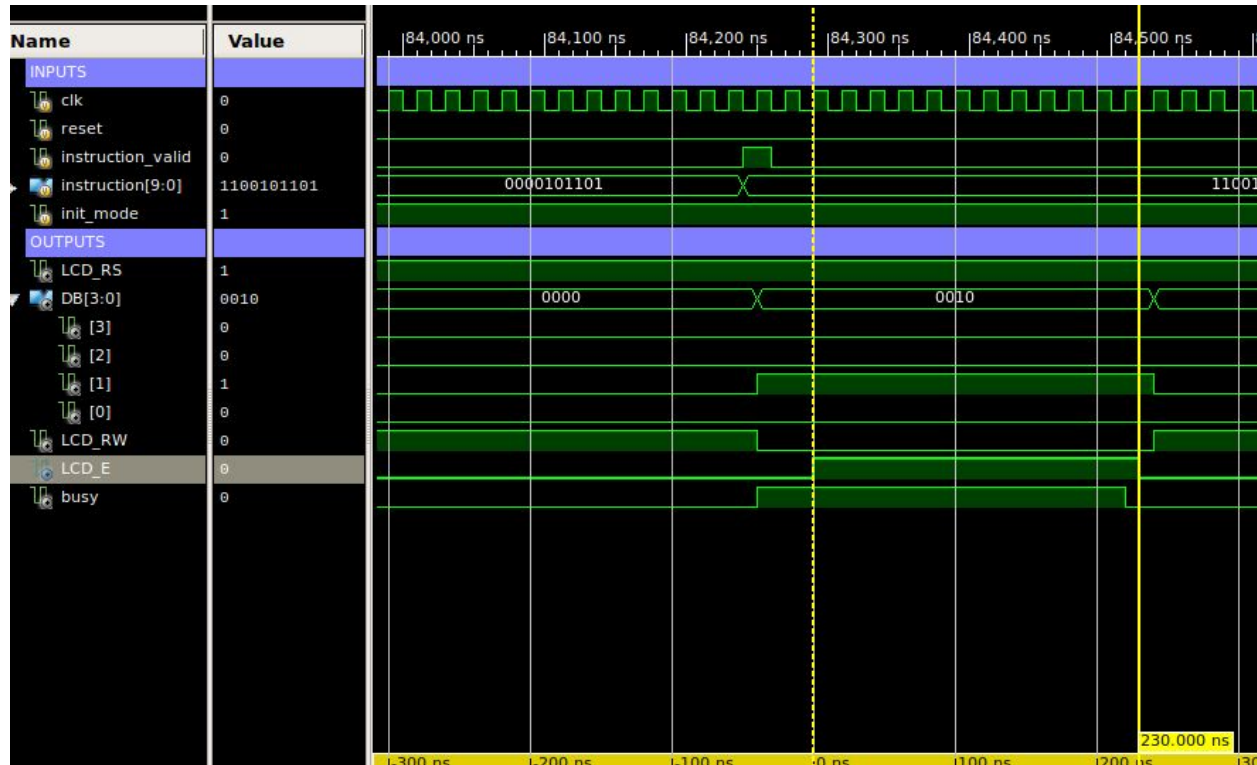 Name Value
84,000 ns 84,100 ns 84,200 ns 84,300 ns 84,400 ns 84,500 ns
INPUTS
clk 0
reset 0
instruction_valid 0
instruction[9:0] 1100101101 0000101101 11001
init_mode 1
OUTPUTS
LCD_RS 1
DB[3:0] 0010 0000 0010
[3] 0
[2] 0
[1] 1
[0] 0
LCD_RW 0
LCD_E 0
busy 0
230.000 ns
-300 ns -200 ns -100 ns 0 ns 100 ns 200 ns